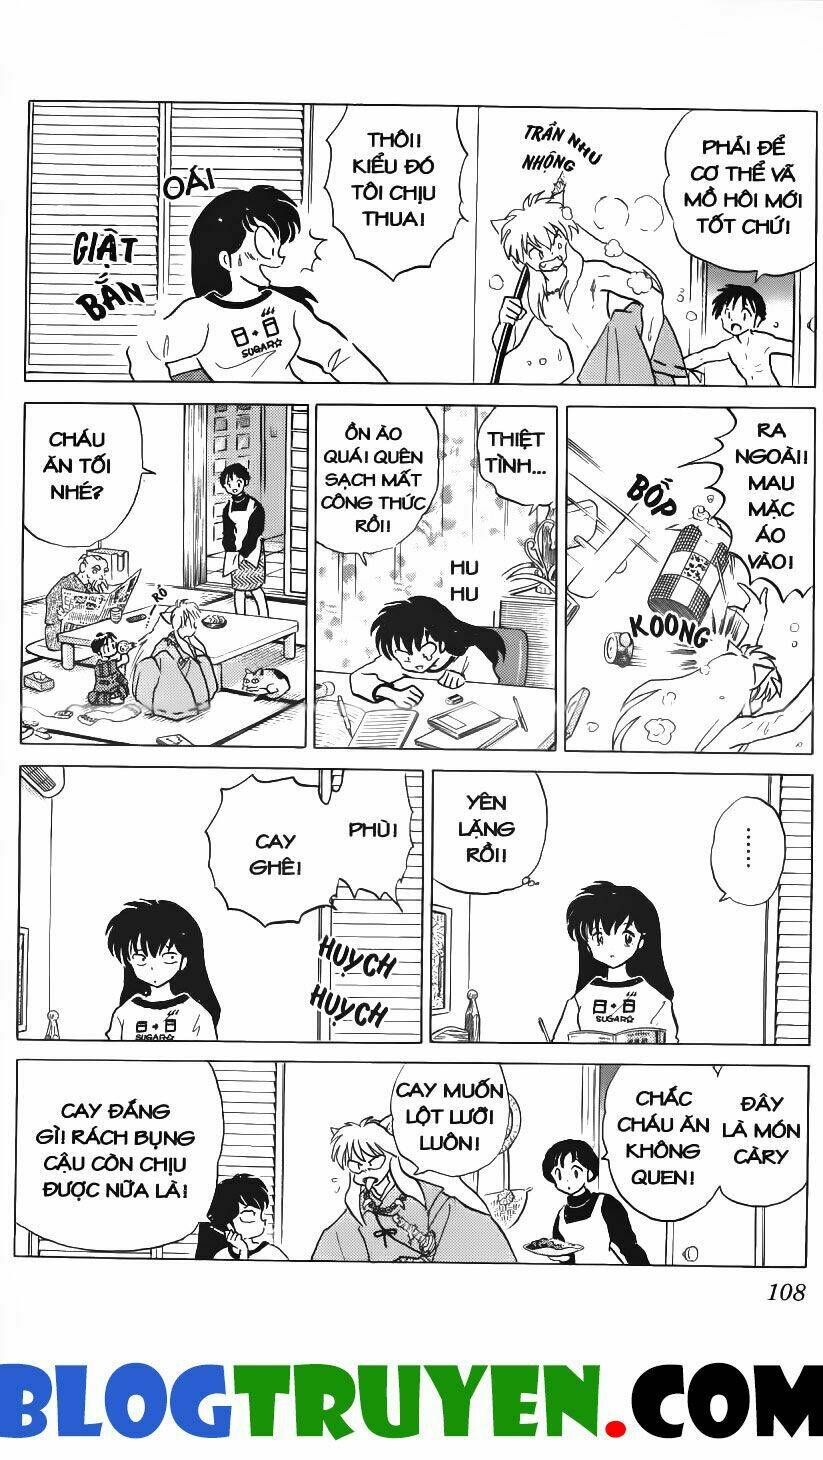 PHẢI ĐỂ
CƠ THỂ VÃ
MỒ HÔI MỚI
TỐT CHỨ!
TRẦN NHƯ
NHỘNG
THÔI!
KIỂU ĐÓ
TÔI CHỊU
THUA!
OÁI
GIẬT
BẮN
SUGAR☆
RA
NGOÀI!
MAU
MẶC
ÁO
VÀO!
BỐP
KOONG
THIỆT
TÌNH...
ỒN ÀO
QUÁI QUÊN
SẠCH MẤT
CÔNG THỨC
RỒI!
HU
HU
CHÁU
ĂN TỐI
NHÉ?
.......
YÊN
LẶNG
RỒI!
SUGAR☆
PHÙ!
CAY
GHÊ!
HUỴCH
HUỴCH
SUGAR☆
ĐÂY
LÀ MÓN
CÀRY
CHẮC
CHÁU ĂN
KHÔNG
QUEN!
CAY MUỐN
LỘT LƯỠI
LUÔN!
CAY ĐẮNG
GÌ! RÁCH BỤNG
CẬU CÒN CHỊU
ĐƯỢC NỮA LÀ!
108
BLOGTRUYEN.COM